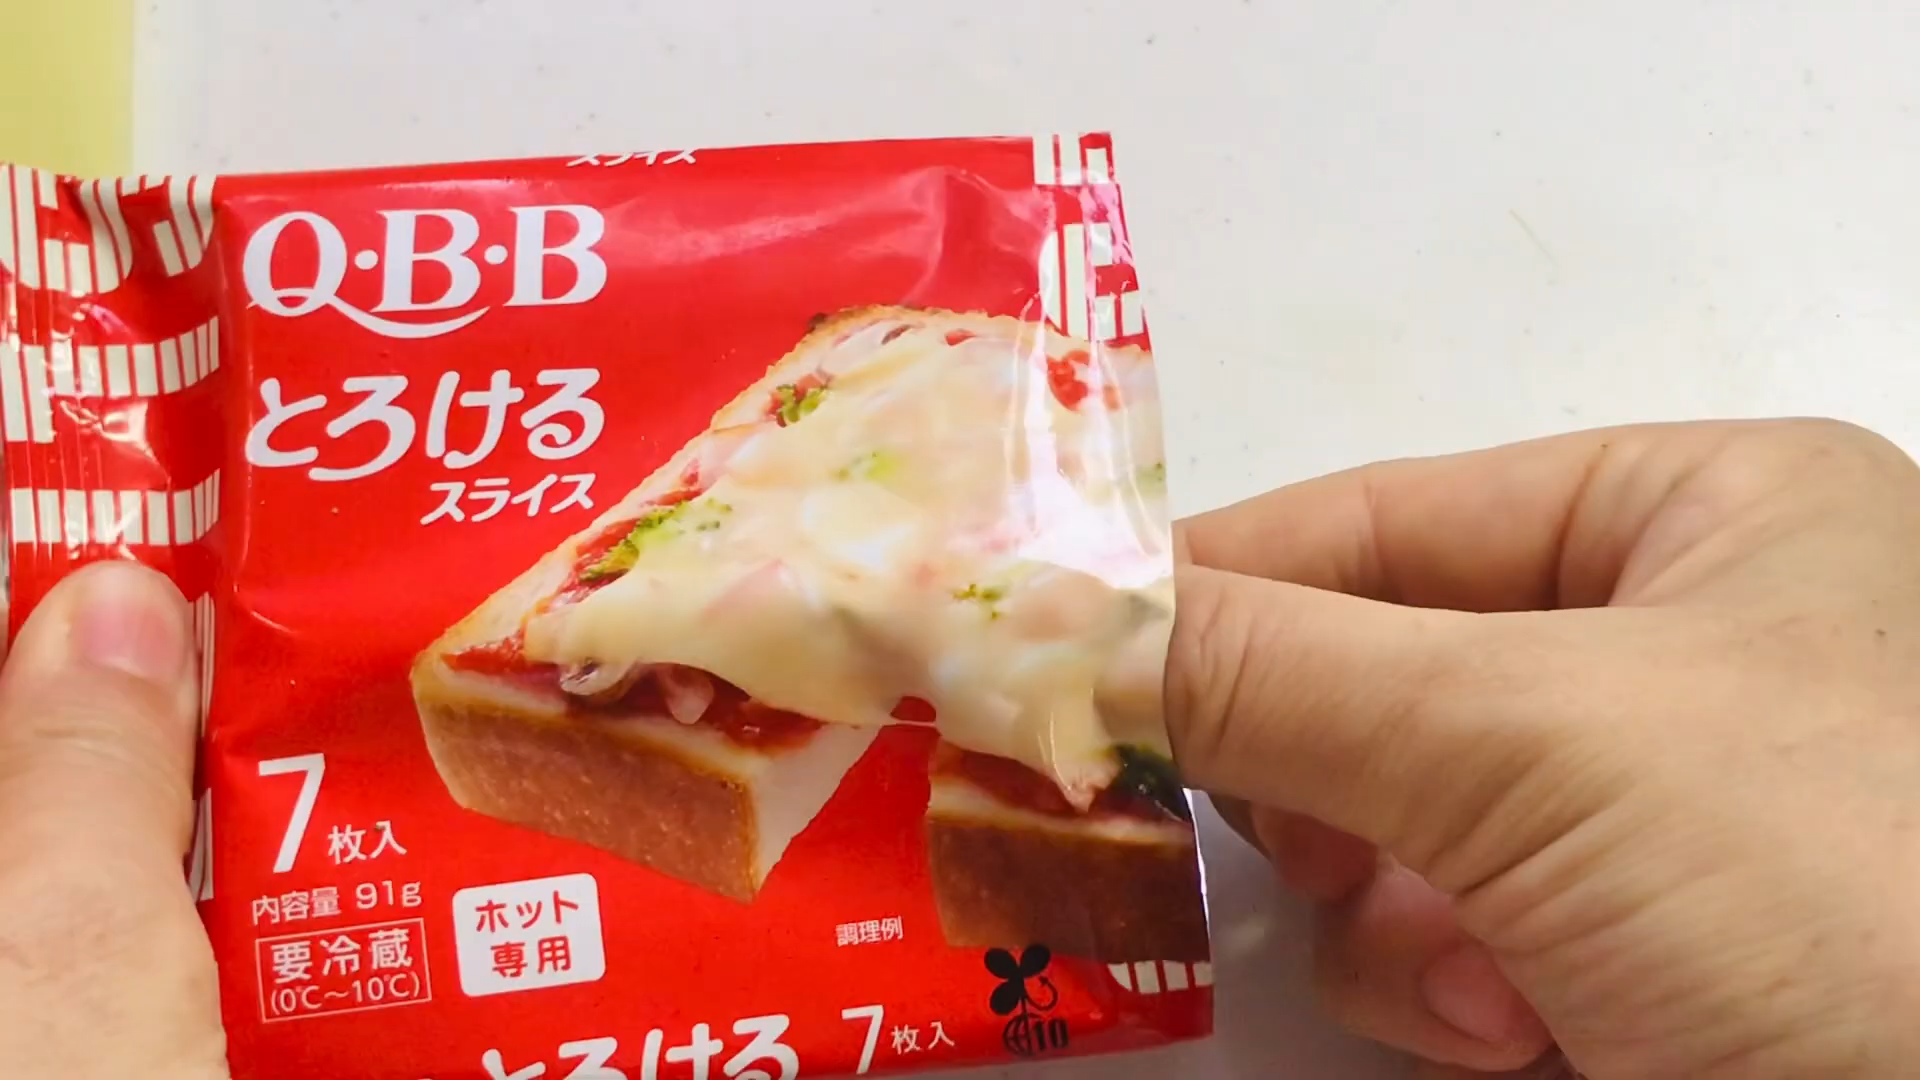 スライス
Q・B・B
とろける
スライス
7枚入
内容量 91g
要冷蔵
(0℃～10℃)
ホット
専用
調理例
10
とろける 7枚入